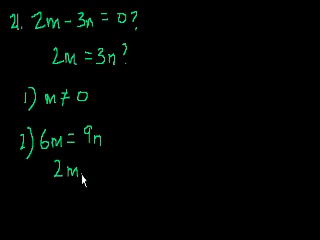 21. 2m - 3n = 0?
2m = 3n?
1) m ≠ 0
2) 6m = 9n
2m